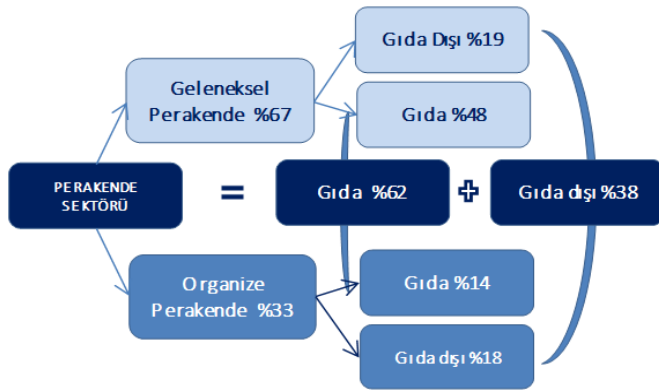 Gıda Dışı %19
Geleneksel
Perakende %67
Gıda %48
PERAKENDE
SEKTÖRÜ
=
Gıda %62
+
Gıda dışı %38
Organize
Perakende %33
Gıda %14
Gıda dışı %18